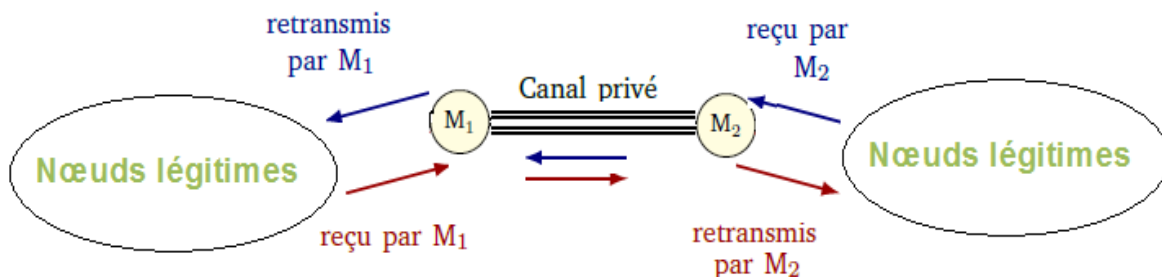 retransmis
par M₁
Canal privé
reçu par
M₂
M₁
M₂
Nœuds légitimes
Nœuds légitimes
reçu par M₁
retransmis
par M₂